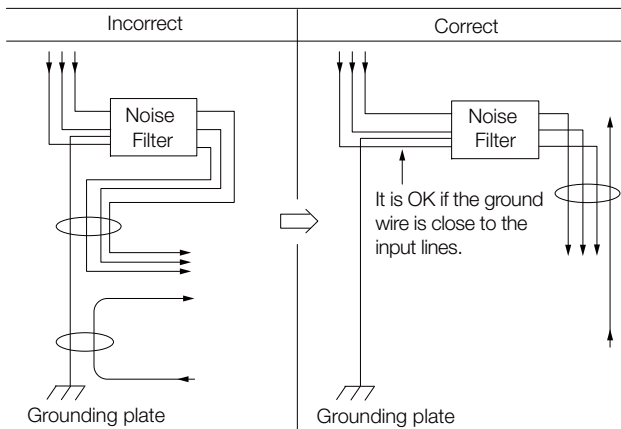 Incorrect
Correct
Noise
Filter
Grounding plate
Noise
Filter
It is OK if the ground
wire is close to the
input lines.
Grounding plate